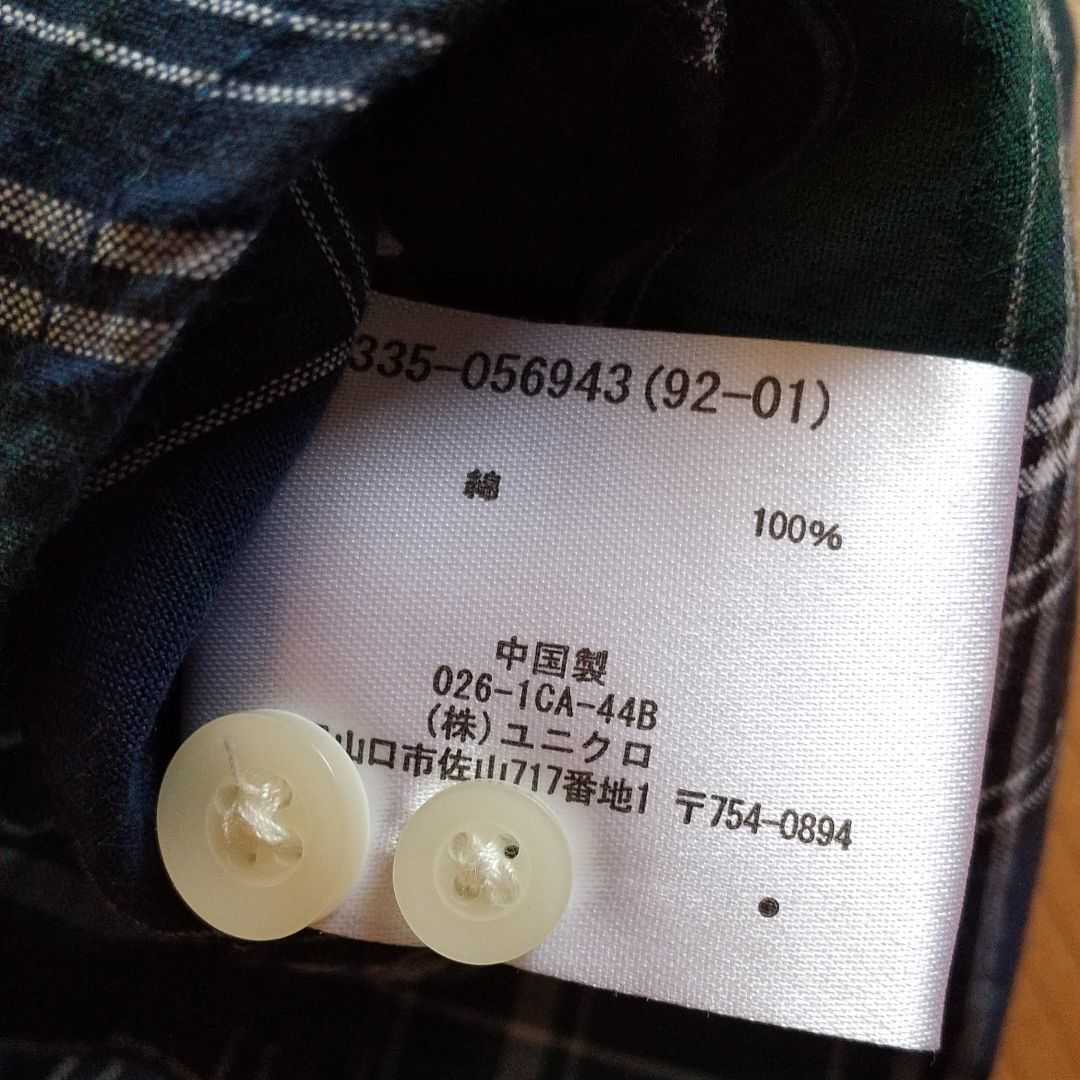 335-056943(92-01)
綿
100%
中国製
026-1CA-44B
(株)ユニクロ
山口市佐山717番地1 〒754-0894